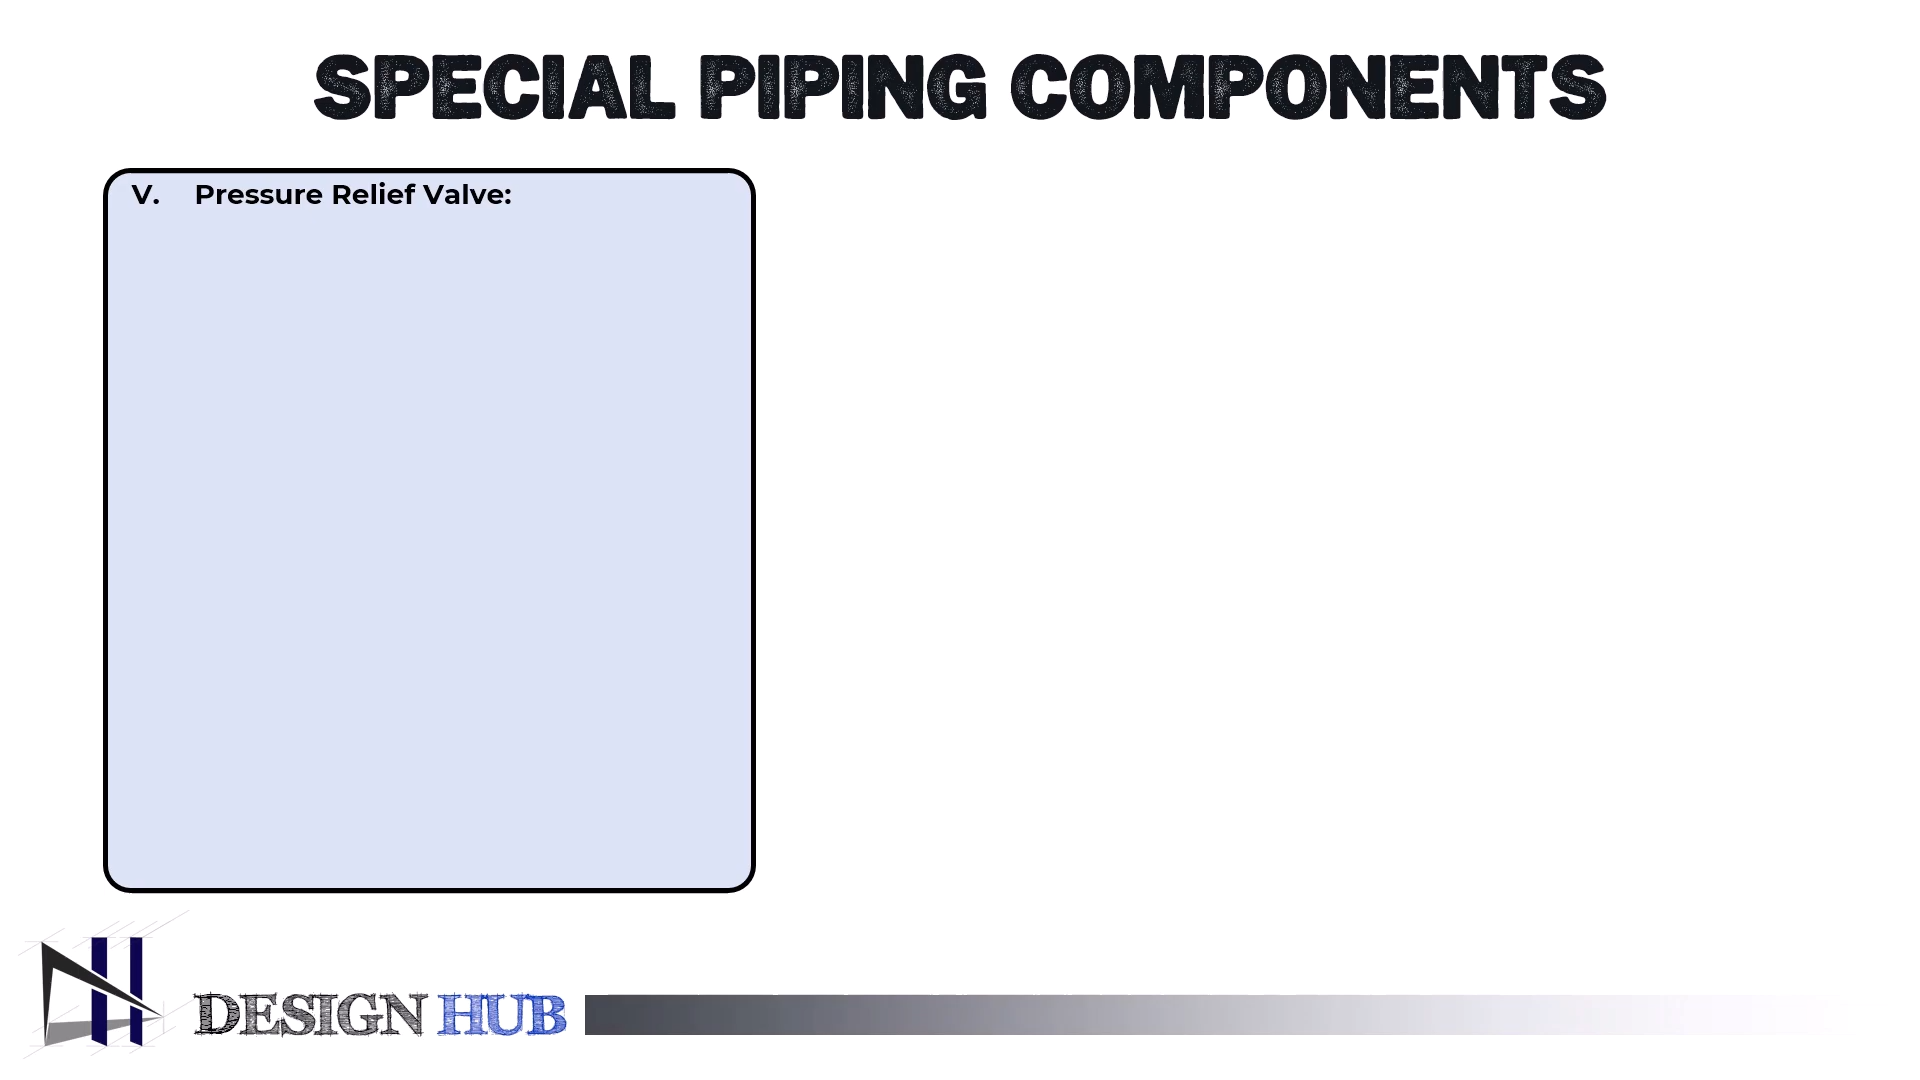 SPECIAL PIPING COMPONENTS
V. Pressure Relief Valve:
DESIGN HUB